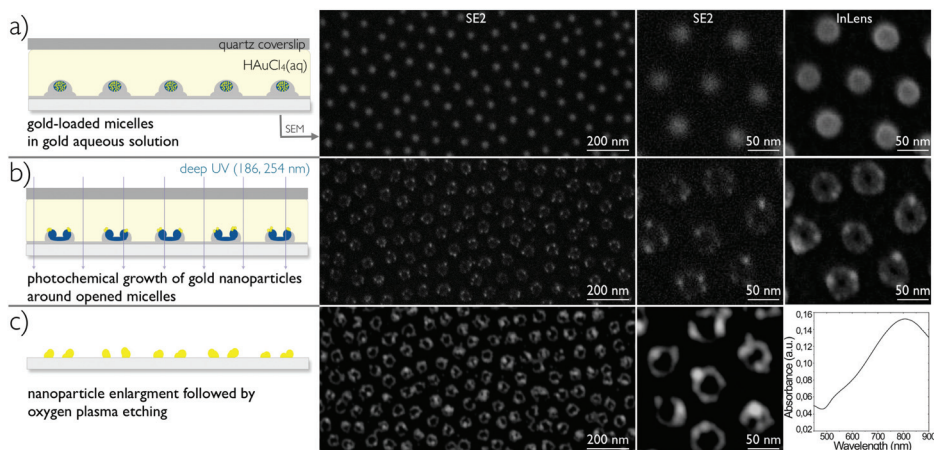 a)
quartz coverslip
HAuCl₄(aq)
gold-loaded micelles
in gold aqueous solution
SEM
SE2
200 nm
SE2
50 nm
InLens
50 nm
b)
deep UV (186, 254 nm)
photochemical growth of gold nanoparticles
around opened micelles
200 nm
50 nm
50 nm
c)
nanoparticle enlargment followed by
oxygen plasma etching
200 nm
50 nm
Absorbance (a.u.)
0,16
0,14
0,12
0,10
0,08
0,06
0,04
0,02
500 600 700 800 900
Wavelength (nm)